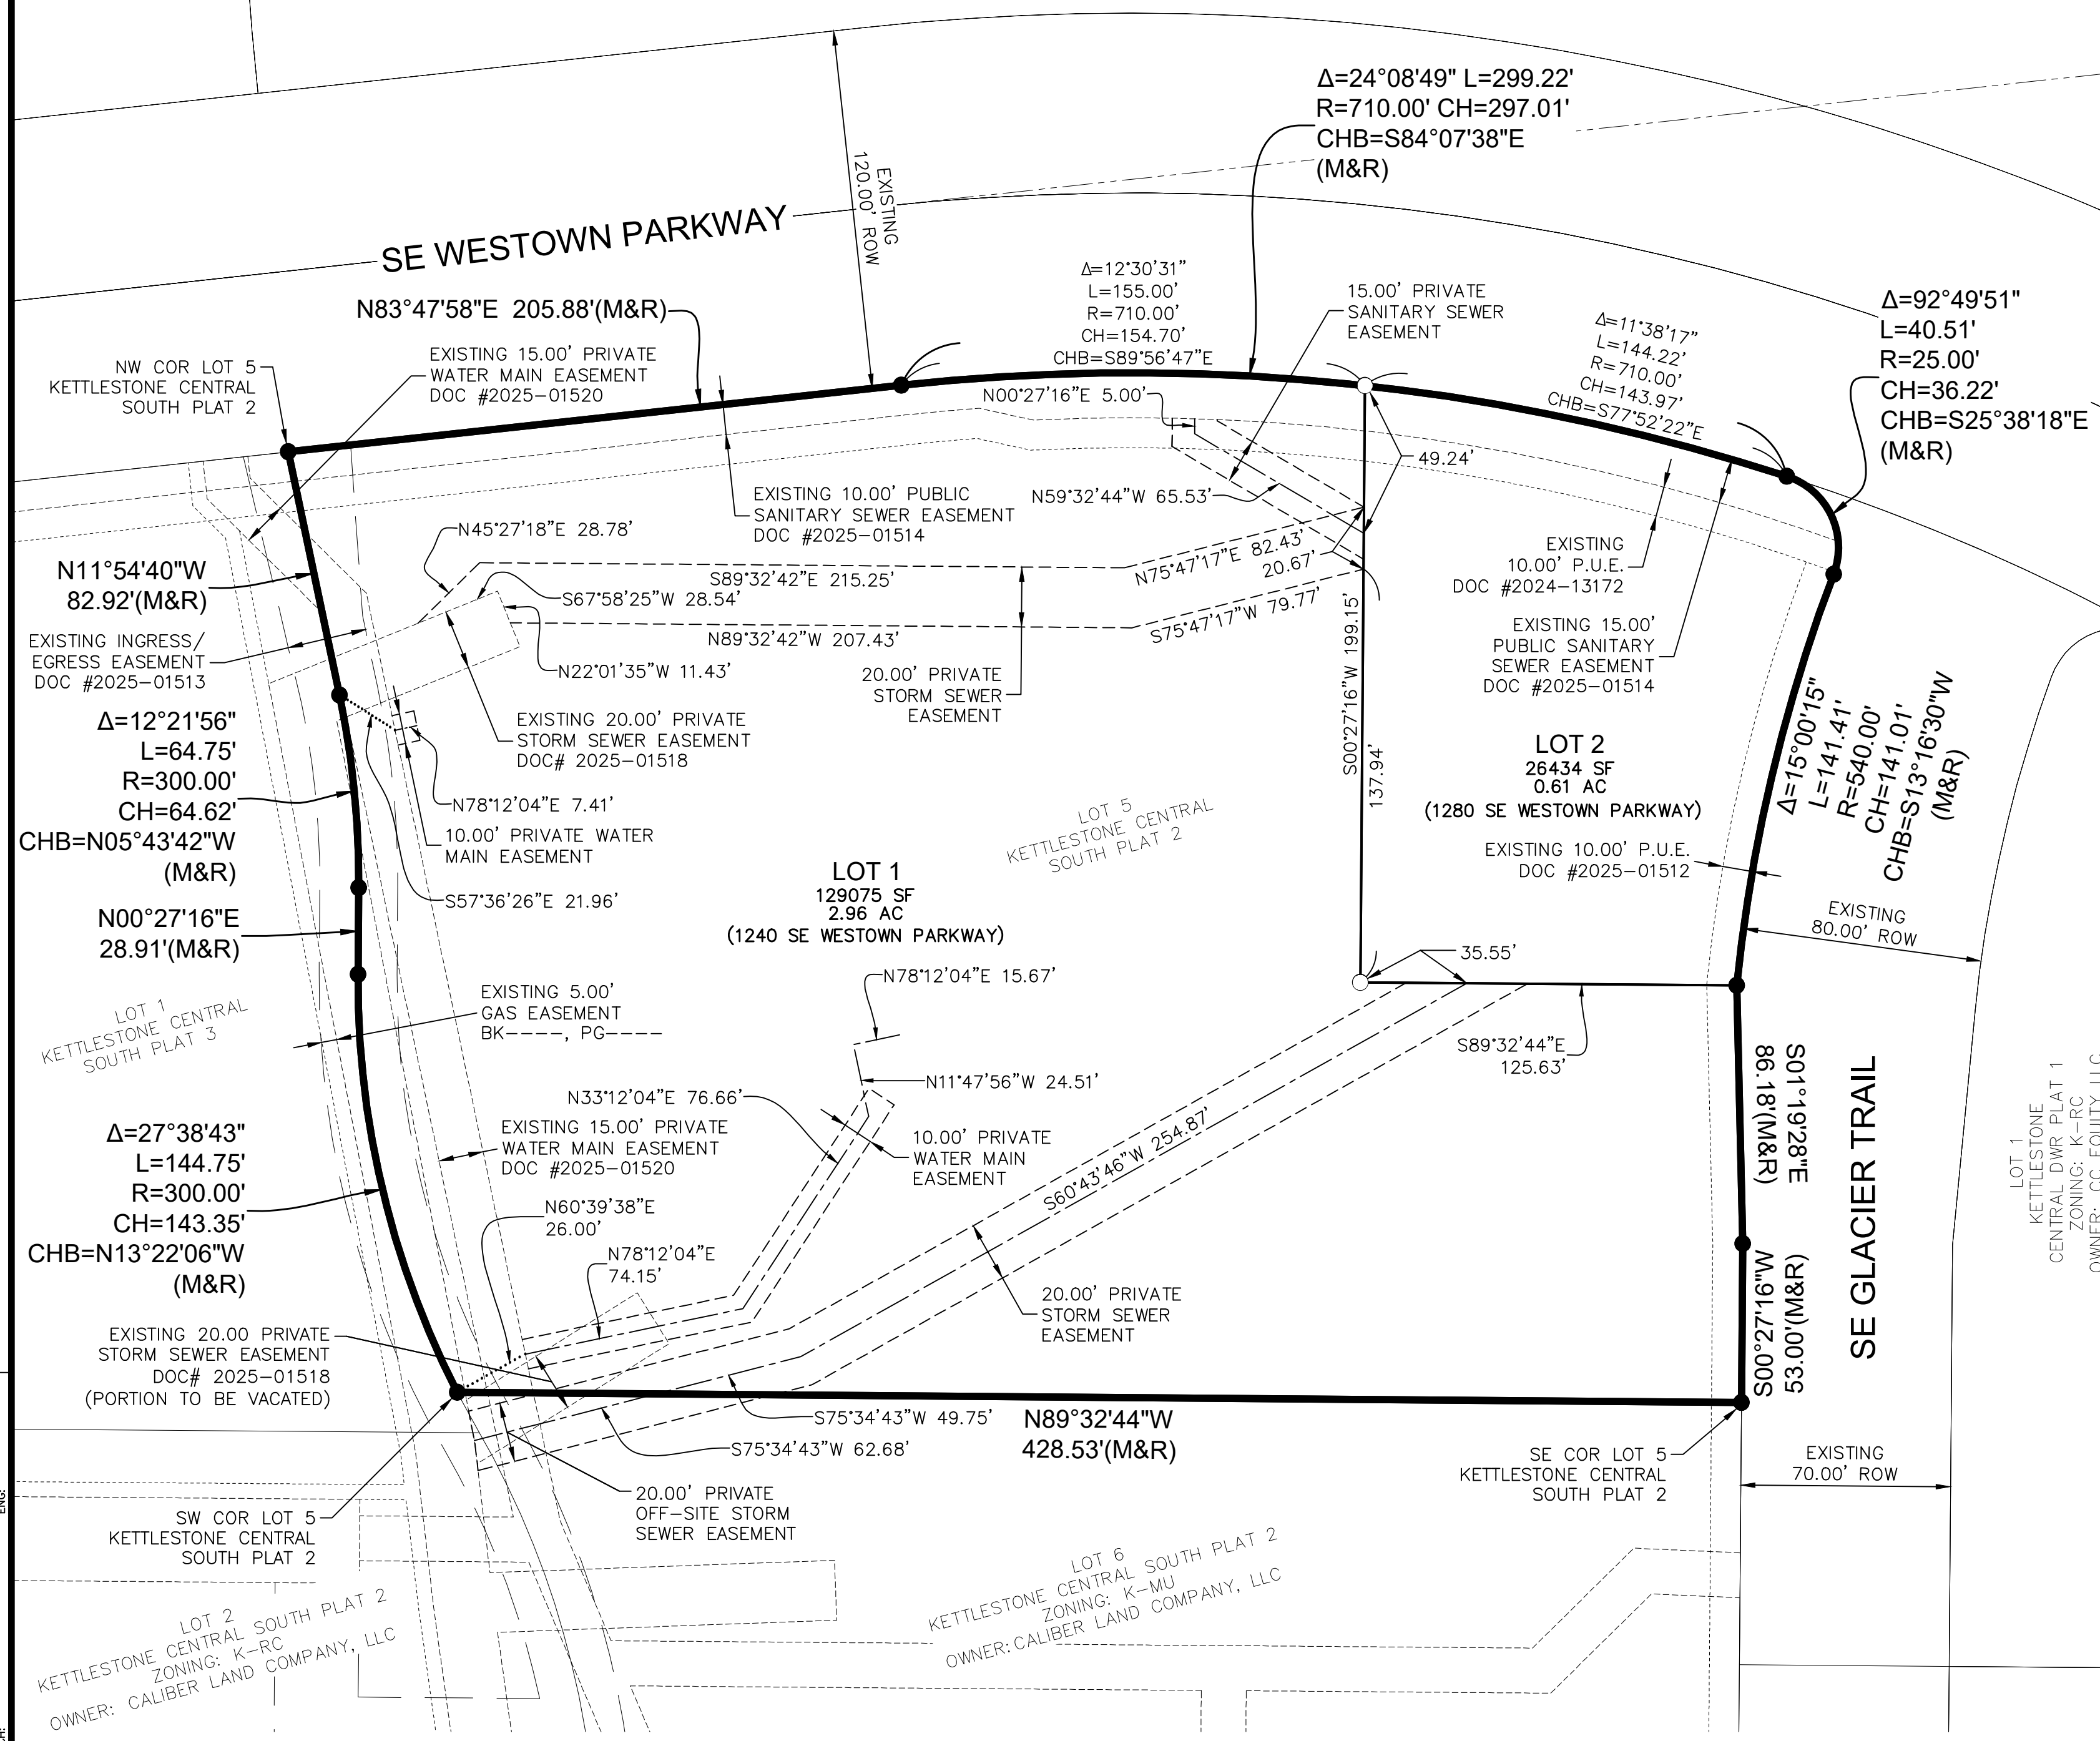 Δ=24°08'49" L=299.22'
R=710.00' CH=297.01'
CHB=S84°07'38"E
(M&R)
EXISTING
120.00' ROW
SE WESTOWN PARKWAY
N83°47'58"E 205.88'(M&R)
Δ=12°30'31"
L=155.00'
R=710.00'
CH=154.70'
CHB=S89°56'47"E
15.00' PRIVATE
SANITARY SEWER
EASEMENT
Δ=11°38'17"
L=144.22'
R=710.00'
CH=143.97'
CHB=S77°52'22"E
Δ=92°49'51"
L=40.51'
R=25.00'
CH=36.22'
CHB=S25°38'18"E
(M&R)
NW COR LOT 5
KETTLESTONE CENTRAL
SOUTH PLAT 2
EXISTING 15.00' PRIVATE
WATER MAIN EASEMENT
DOC #2025-01520
N00°27'16"E 5.00'
49.24'
N59°32'44"W 65.53'
EXISTING 10.00' PUBLIC
SANITARY SEWER EASEMENT
DOC #2025-01514
N45°27'18"E 28.78'
S89°32'42"E 215.25'
N75°47'17"E 82.43'
20.67'
S67°58'25"W 28.54'
S75°47'17"W 79.77'
N89°32'42"W 207.43'
N22°01'35"W 11.43'
20.00' PRIVATE
STORM SEWER
EASEMENT
EXISTING
10.00' P.U.E.
DOC #2024-13172
EXISTING 15.00'
PUBLIC SANITARY
SEWER EASEMENT
DOC #2025-01514
N11°54'40"W
82.92'(M&R)
EXISTING INGRESS/
EGRESS EASEMENT
DOC #2025-01513
Δ=12°21'56"
L=64.75'
R=300.00'
CH=64.62'
CHB=N05°43'42"W
(M&R)
EXISTING 20.00' PRIVATE
STORM SEWER EASEMENT
DOC# 2025-01518
N78°12'04"E 7.41'
10.00' PRIVATE WATER
MAIN EASEMENT
S57°36'26"E 21.96'
S00°27'16"W 199.15'
137.94'
LOT 2
26434 SF
0.61 AC
(1280 SE WESTOWN PARKWAY)
Δ=15°00'15"
L=141.41'
R=540.00'
CH=141.01'
CHB=S13°16'30"W
(M&R)
LOT 5
KETTLESTONE CENTRAL
SOUTH PLAT 2
EXISTING 10.00' P.U.E.
DOC #2025-01512
LOT 1
129075 SF
2.96 AC
(1240 SE WESTOWN PARKWAY)
N00°27'16"E
28.91'(M&R)
EXISTING
80.00' ROW
35.55'
N78°12'04"E 15.67'
LOT 1
KETTLESTONE CENTRAL
SOUTH PLAT 3
EXISTING 5.00'
GAS EASEMENT
BK----, PG----
S89°32'44"E
125.63'
N11°47'56"W 24.51'
N33°12'04"E 76.66'
S01°19'28"E
86.18'(M&R)
SE GLACIER TRAIL
Δ=27°38'43"
L=144.75'
R=300.00'
CH=143.35'
CHB=N13°22'06"W
(M&R)
EXISTING 15.00' PRIVATE
WATER MAIN EASEMENT
DOC #2025-01520
10.00' PRIVATE
WATER MAIN
EASEMENT
S60°43'46"W 254.87'
LOT 1
KETTLESTONE
CENTRAL DWR PLAT 1
ZONING: K-RC
OWNER: CC EQUITY LLC
N60°39'38"E
26.00'
N78°12'04"E
74.15'
20.00' PRIVATE
STORM SEWER
EASEMENT
S00°27'16"W
53.00'(M&R)
EXISTING 20.00 PRIVATE
STORM SEWER EASEMENT
DOC# 2025-01518
(PORTION TO BE VACATED)
S75°34'43"W 49.75'
S75°34'43"W 62.68'
N89°32'44"W
428.53'(M&R)
SE COR LOT 5
KETTLESTONE CENTRAL
SOUTH PLAT 2
EXISTING
70.00' ROW
SW COR LOT 5
KETTLESTONE CENTRAL
SOUTH PLAT 2
20.00' PRIVATE
OFF-SITE STORM
SEWER EASEMENT
ENG:
LOT 6
KETTLESTONE CENTRAL SOUTH PLAT 2
ZONING: K-MU
OWNER: CALIBER LAND COMPANY, LLC
LOT 2
KETTLESTONE CENTRAL SOUTH PLAT 2
ZONING: K-RC
OWNER: CALIBER LAND COMPANY, LLC